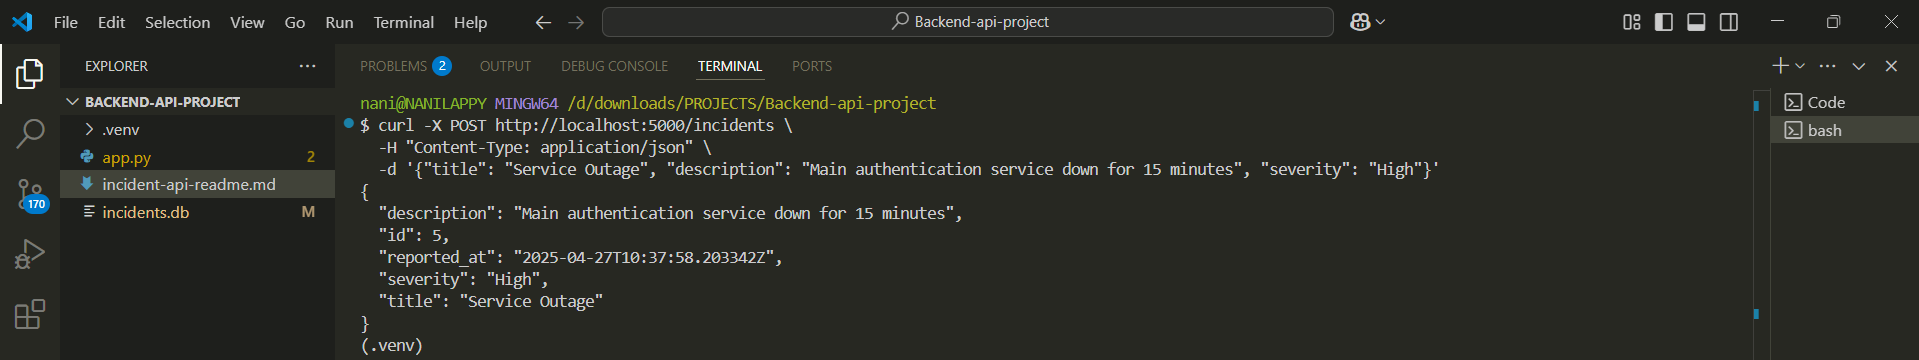 File Edit Selection View Go Run Terminal Help Backend-api-project
EXPLORER
BACKEND-API-PROJECT
.venv
app.py 2
incident-api-readme.md
incidents.db M
170
PROBLEMS 2 OUTPUT DEBUG CONSOLE TERMINAL PORTS
nani@NANILAPPY MINGW64 /d/downloads/PROJECTS/Backend-api-project
$ curl -X POST http://localhost:5000/incidents \
-H "Content-Type: application/json" \
-d '{"title": "Service Outage", "description": "Main authentication service down for 15 minutes", "severity": "High"}'
{
"description": "Main authentication service down for 15 minutes",
"id": 5,
"reported_at": "2025-04-27T10:37:58.203342Z",
"severity": "High",
"title": "Service Outage"
}
(.venv)
Code
bash